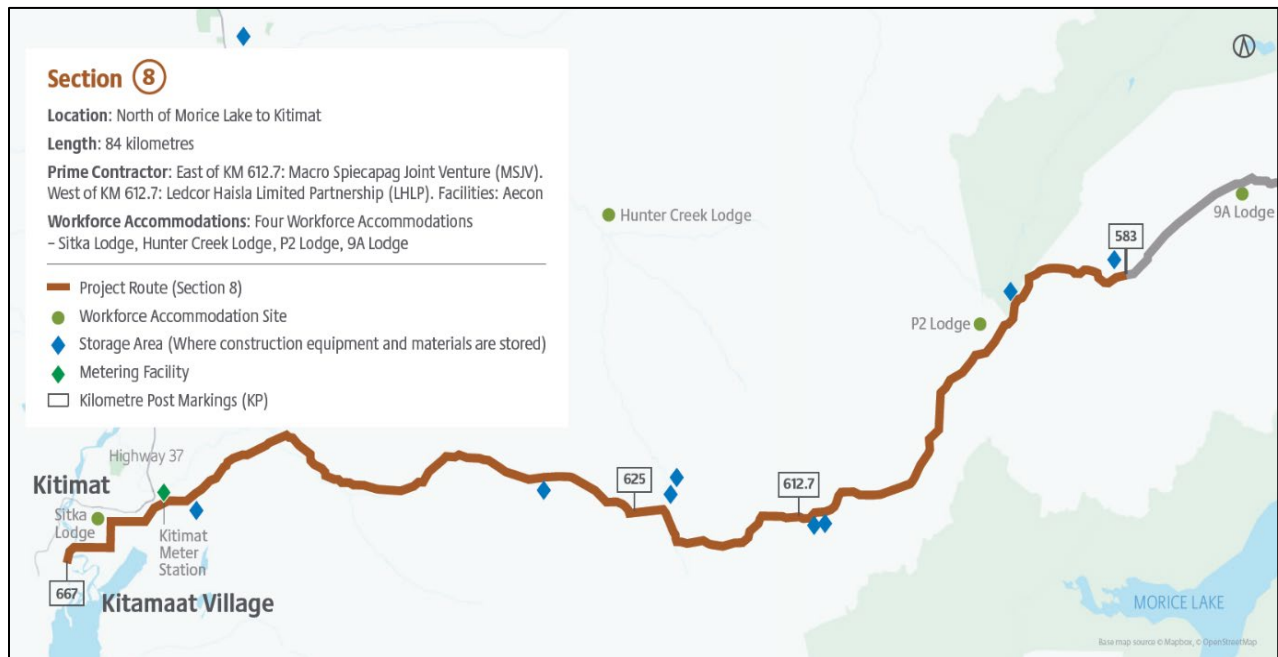 Section 8
Location: North of Morice Lake to Kitimat
Length: 84 kilometres
Prime Contractor: East of KM 612.7: Macro Spiecapag Joint Venture (MSJV).
West of KM 612.7: Ledcor Haisla Limited Partnership (LHLP). Facilities: Aecon
Workforce Accommodations: Four Workforce Accommodations
– Sitka Lodge, Hunter Creek Lodge, P2 Lodge, 9A Lodge
Project Route (Section 8)
Workforce Accommodation Site
Storage Area (Where construction equipment and materials are stored)
Metering Facility
Kilometre Post Markings (KP)
Hunter Creek Lodge
9A Lodge
583
P2 Lodge
Highway 37
Kitimat
625
612.7
Sitka
Lodge
Kitimat
Meter
Station
667
Kitamaat Village
MORICE LAKE
Base map source © Mapbox, © OpenStreetMap